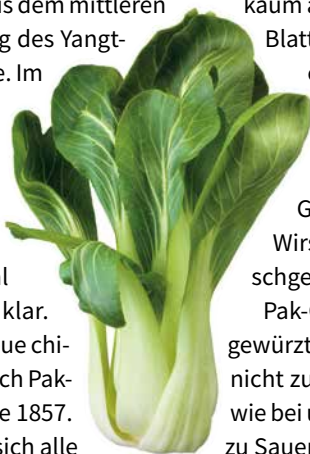 s dem mittleren
g des Yangt-
e. Im
al
klar.
ue chi-
ch Pak-
e 1857.
sich alle
kaum a
Blatt
G
Wirs
schge
Pak-
gewürzt
nicht zu
wie bei u
zu Sauer